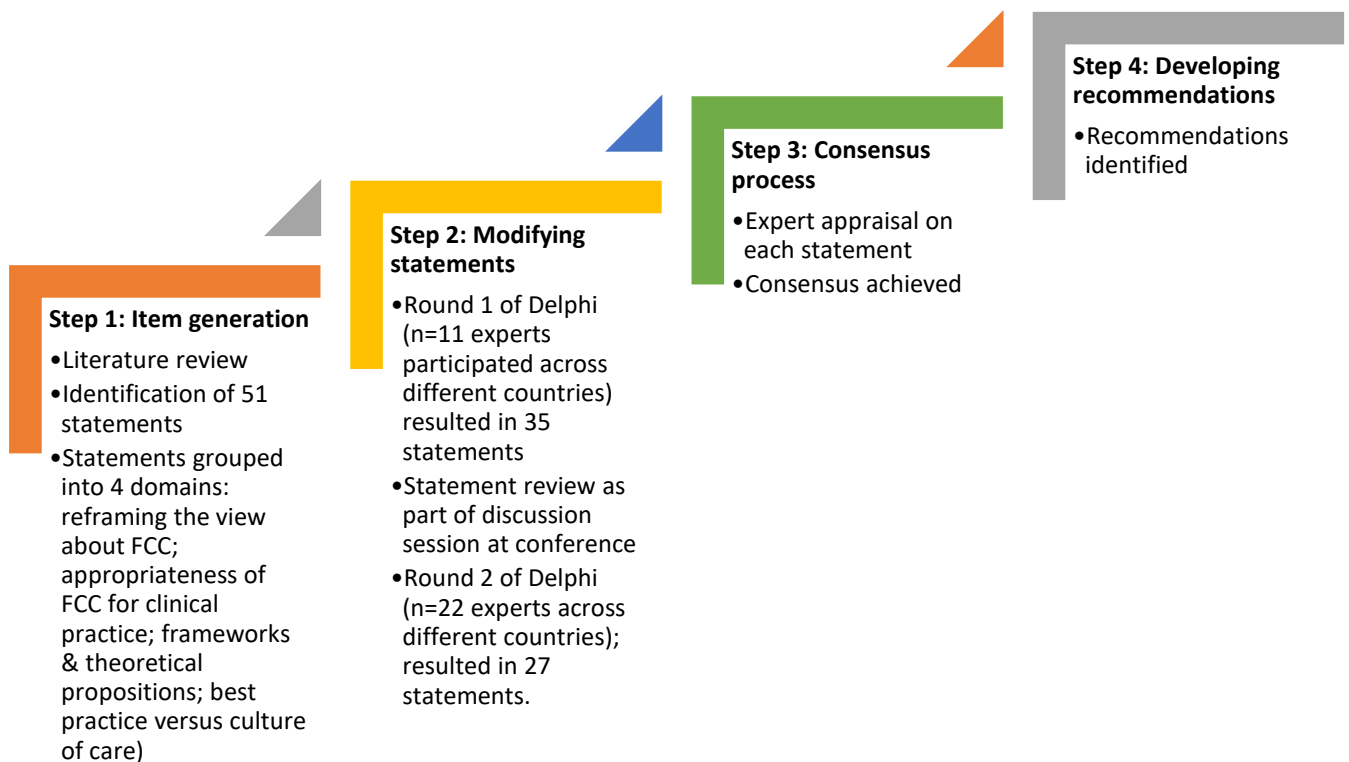 Step 1: Item generation
•Literature review
•Identification of 51
statements
•Statements grouped
into 4 domains:
reframing the view
about FCC;
appropriateness of
FCC for clinical
practice; frameworks
& theoretical
propositions; best
practice versus culture
of care)
Step 2: Modifying
statements
•Round 1 of Delphi
(n=11 experts
participated across
different countries)
resulted in 35
statements
•Statement review as
part of discussion
session at conference
•Round 2 of Delphi
(n=22 experts across
different countries);
resulted in 27
statements.
Step 3: Consensus
process
•Expert appraisal on
each statement
•Consensus achieved
Step 4: Developing
recommendations
•Recommendations
identified